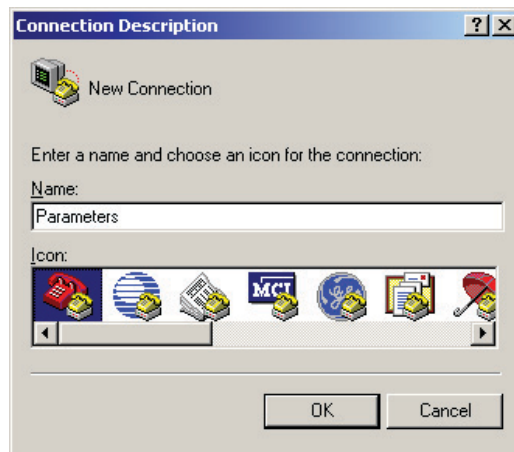 Connection Description
New Connection
Enter a name and choose an icon for the connection:
Name:
Parameters
Icon:
MCI
OK
Cancel